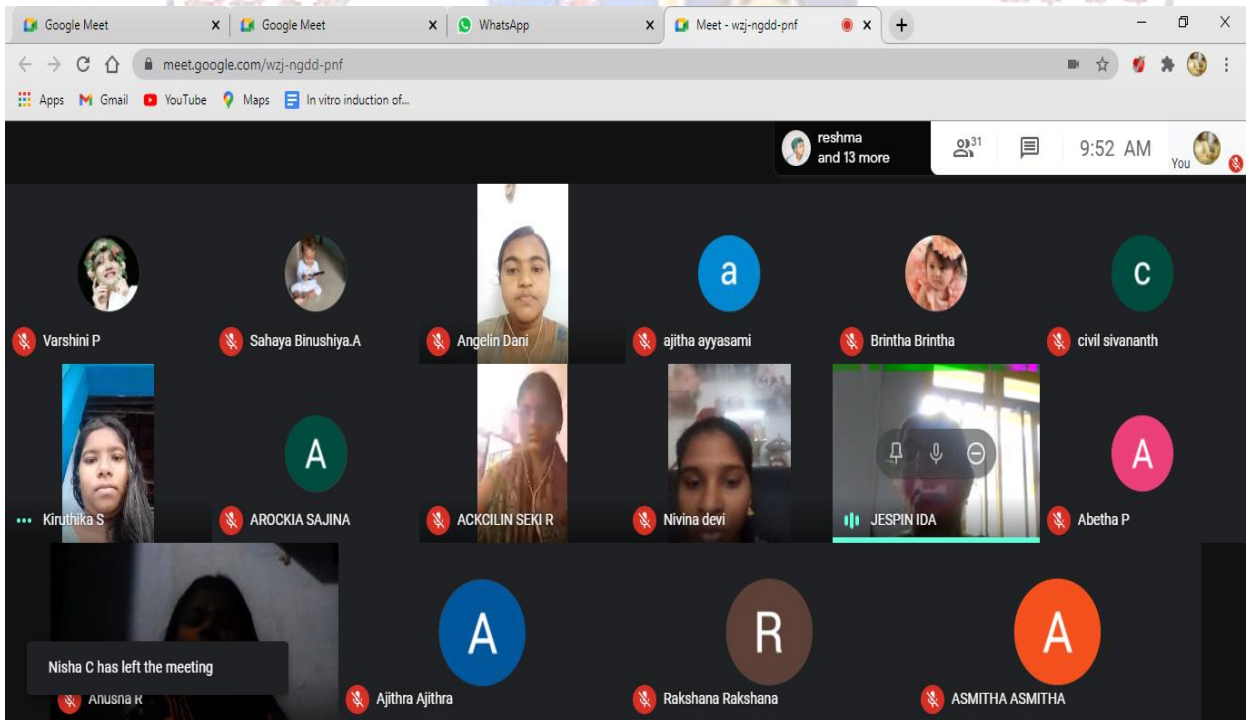 Google Meet
Google Meet
WhatsApp
Meet - wzj-ngdd-pnf
meet.google.com/wzj-ngdd-pnf
Apps Gmail YouTube Maps In vitro induction of...
reshma
and 13 more
31
9:52 AM
You
Varshini P
Sahaya Binushiya.A
Angelin Dani
a
ajitha ayyasami
Brintha Brintha
c
civil sivananth
Kiruthika S
A
AROCKIA SAJINA
ACKCILIN SEKI R
Nivina devi
JESPIN IDA
A
Abetha P
Nisha C has left the meeting
Anusha R
A
Ajithra Ajithra
R
Rakshana Rakshana
A
ASMITHA ASMITHA